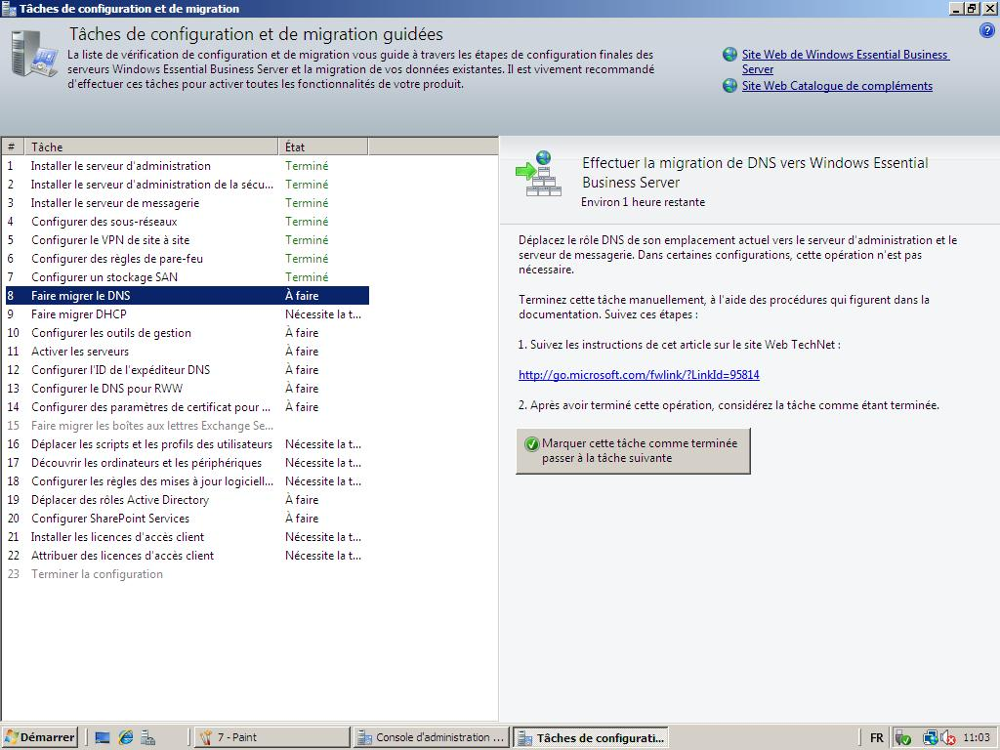 Tâches de configuration et de migration
Tâches de configuration et de migration guidées
La liste de vérification de configuration et de migration vous guide à travers les étapes de configuration finales des
serveurs Windows Essential Business Server et la migration de vos données existantes. Il est vivement recommandé
d'effectuer ces tâches pour activer toutes les fonctionnalités de votre produit.
Site Web de Windows Essential Business
Server
Site Web Catalogue de compléments
# Tâche État
1 Installer le serveur d'administration Terminé
2 Installer le serveur d'administration de la sécu... Terminé
3 Installer le serveur de messagerie Terminé
4 Configurer des sous-réseaux Terminé
5 Configurer le VPN de site à site Terminé
6 Configurer des règles de pare-feu Terminé
7 Configurer un stockage SAN Terminé
8 Faire migrer le DNS À faire
9 Faire migrer DHCP Nécessite la t...
10 Configurer les outils de gestion À faire
11 Activer les serveurs À faire
12 Configurer l'ID de l'expéditeur DNS À faire
13 Configurer le DNS pour RWW À faire
14 Configurer des paramètres de certificat pour ... À faire
15 Faire migrer les boîtes aux lettres Exchange Se...
16 Déplacer les scripts et les profils des utilisateurs Nécessite la t...
17 Découvrir les ordinateurs et les périphériques Nécessite la t...
18 Configurer les règles des mises à jour logiciell... Nécessite la t...
19 Déplacer des rôles Active Directory À faire
20 Configurer SharePoint Services À faire
21 Installer les licences d'accès client Nécessite la t...
22 Attribuer des licences d'accès client Nécessite la t...
23 Terminer la configuration
Effectuer la migration de DNS vers Windows Essential
Business Server
Environ 1 heure restante
Déplacez le rôle DNS de son emplacement actuel vers le serveur d'administration et le
serveur de messagerie. Dans certaines configurations, cette opération n'est pas
nécessaire.
Terminez cette tâche manuellement, à l'aide des procédures qui figurent dans la
documentation. Suivez ces étapes :
1. Suivez les instructions de cet article sur le site Web TechNet :
http://go.microsoft.com/fwlink/?LinkId=95814
2. Après avoir terminé cette opération, considérez la tâche comme étant terminée.
Marquer cette tâche comme terminée
passer à la tâche suivante
Démarrer
7 - Paint
Console d'administration ...
Tâches de configurati...
FR
11:03